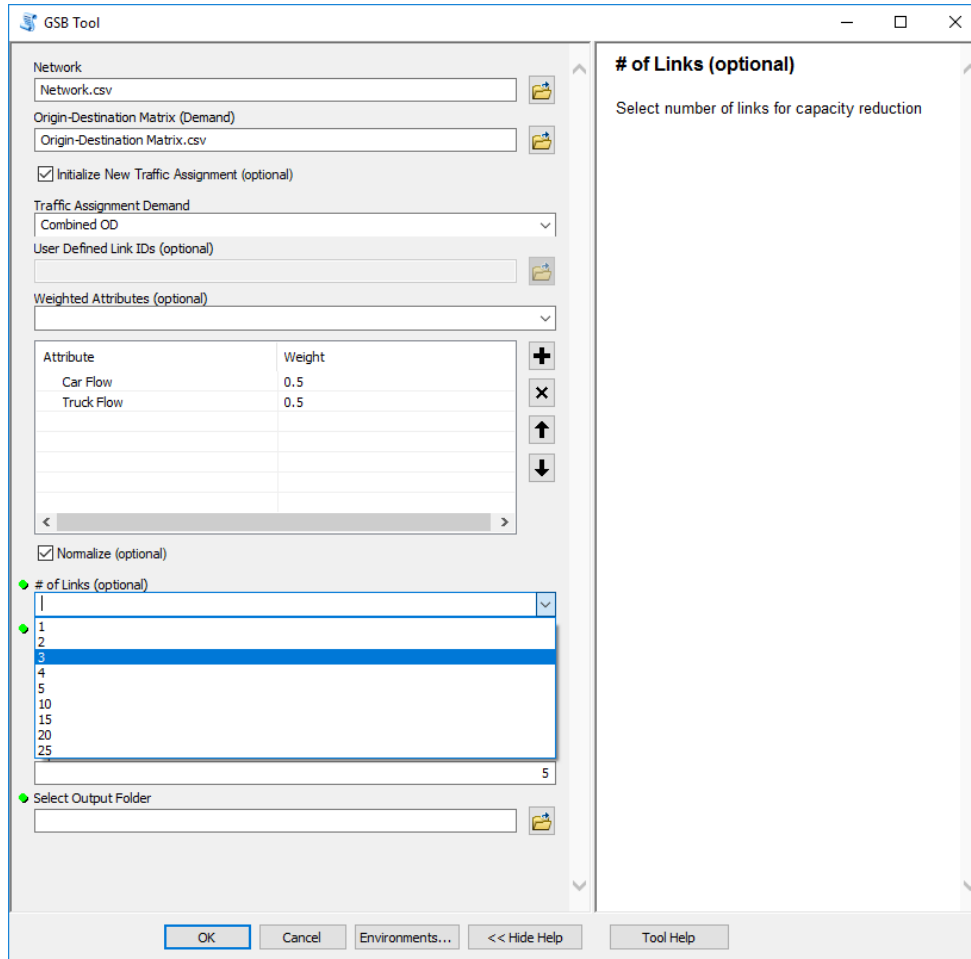 GSB Tool
Network
Network.csv
Origin-Destination Matrix (Demand)
Origin-Destination Matrix.csv
Initialize New Traffic Assignment (optional)
Traffic Assignment Demand
Combined OD
User Defined Link IDs (optional)
Weighted Attributes (optional)
Attribute Weight
Car Flow 0.5
Truck Flow 0.5
Normalize (optional)
# of Links (optional)
1
2
3
4
5
10
15
20
25
5
Select Output Folder
# of Links (optional)
Select number of links for capacity reduction
OK Cancel Environments... << Hide Help Tool Help